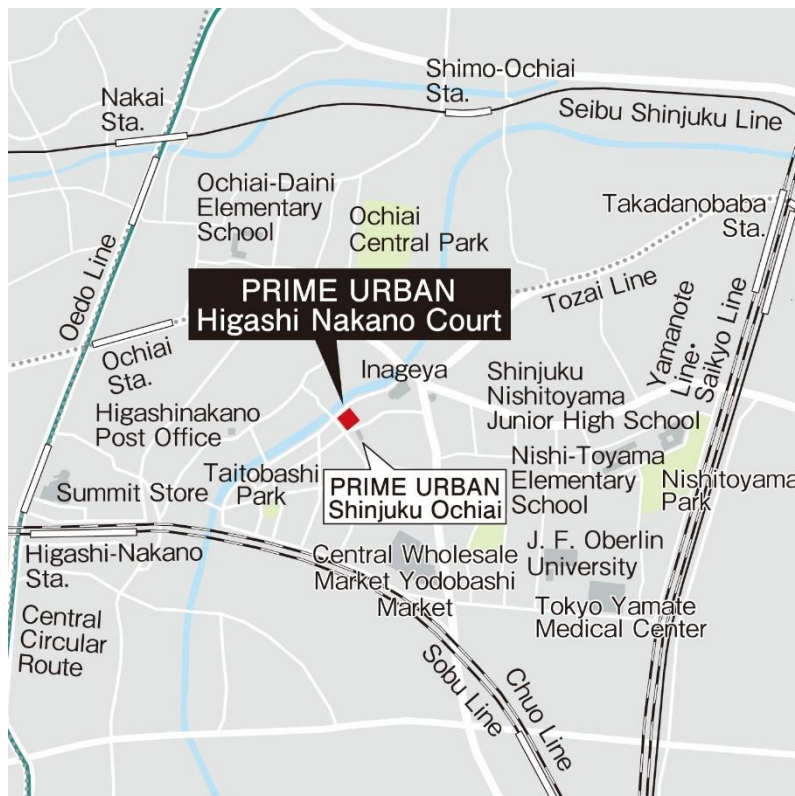 Shimo-Ochiai
Sta.
Nakai
Sta.
Seibu Shinjuku Line
Ochiai-Daini
Elementary
School
Ochiai
Central Park
Takadanobaba
Sta.
Oedo Line
Tozai Line
PRIME URBAN
Higashi Nakano Court
Yamanote
Line・
Saikyo Line
Ochiai
Sta.
Inageya
Shinjuku
Nishitoyama
Junior High School
Higashinakano
Post Office
Taitobashi
Park
PRIME URBAN
Shinjuku Ochiai
Nishi-Toyama
Elementary
School
Nishitoyama
Park
Summit Store
Higashi-Nakano
Sta.
Central Wholesale
Market Yodobashi
Market
J. F. Oberlin
University
Tokyo Yamate
Medical Center
Central
Circular
Route
Sobu Line
Chuo Line